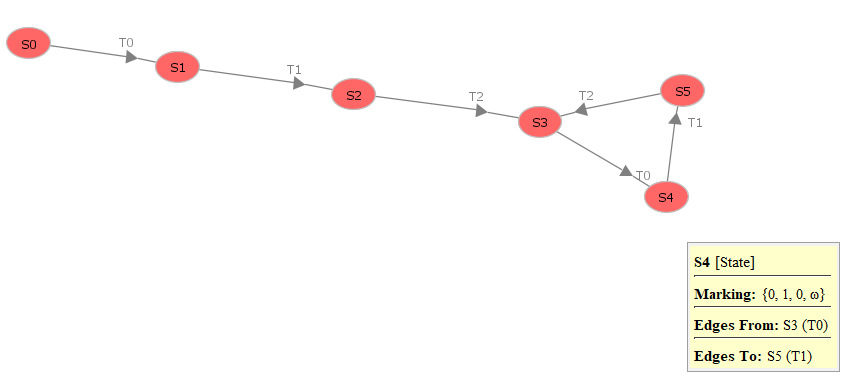 S0
T0
S1
T1
S2
T2
S3
T2
S5
T1
T0
S4
S4 [State]
Marking: {0, 1, 0, ω}
Edges From: S3 (T0)
Edges To: S5 (T1)